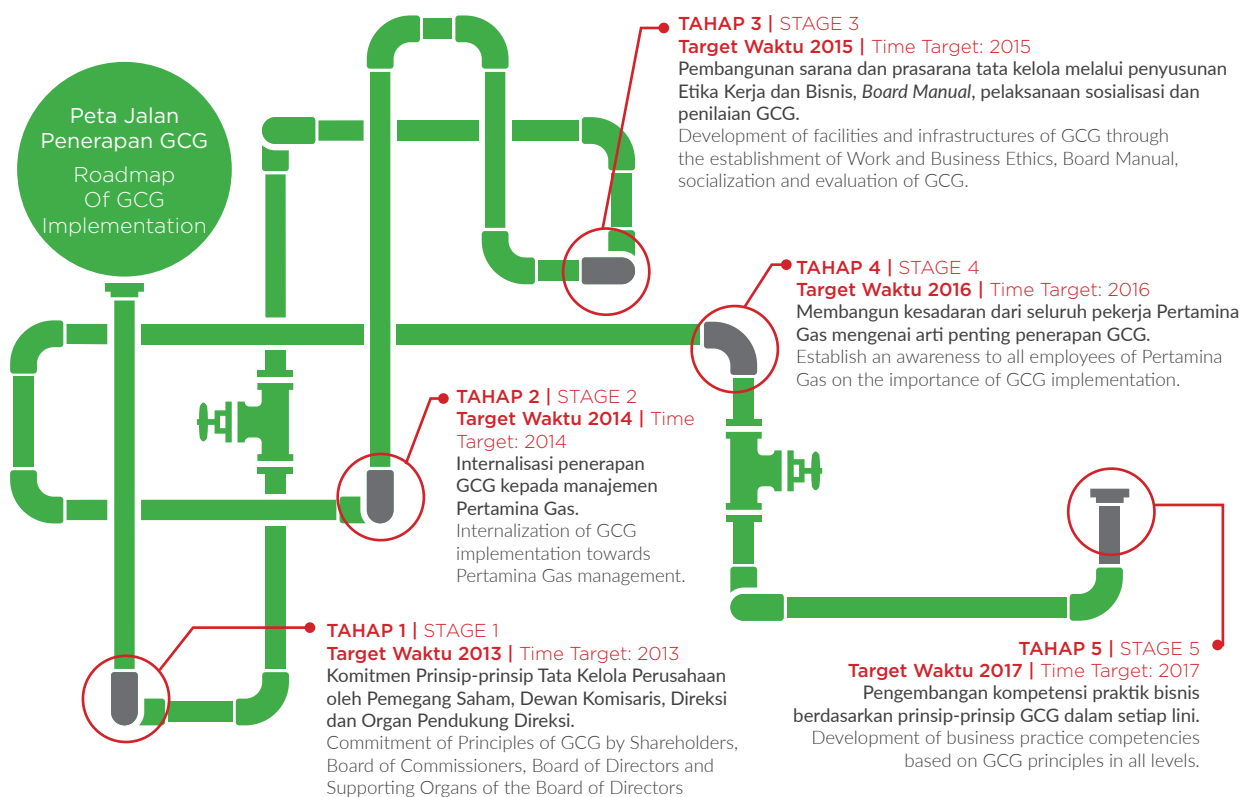 Peta Jalan
Penerapan GCG
Roadmap
Of GCG
Implementation
TAHAP 3 | STAGE 3
Target Waktu 2015 | Time Target: 2015
Pembangunan sarana dan prasarana tata kelola melalui penyusunan
Etika Kerja dan Bisnis, Board Manual, pelaksanaan sosialisasi dan
penilaian GCG.
Development of facilities and infrastructures of GCG through
the establishment of Work and Business Ethics, Board Manual,
socialization and evaluation of GCG.
TAHAP 4 | STAGE 4
Target Waktu 2016 | Time Target: 2016
Membangun kesadaran dari seluruh pekerja Pertamina
Gas mengenai arti penting penerapan GCG.
Establish an awareness to all employees of Pertamina
Gas on the importance of GCG implementation.
TAHAP 2 | STAGE 2
Target Waktu 2014 | Time
Target: 2014
Internalisasi penerapan
GCG kepada manajemen
Pertamina Gas.
Internalization of GCG
implementation towards
Pertamina Gas management.
TAHAP 1 | STAGE 1
Target Waktu 2013 | Time Target: 2013
Komitmen Prinsip-prinsip Tata Kelola Perusahaan
oleh Pemegang Saham, Dewan Komisaris, Direksi
dan Organ Pendukung Direksi.
Commitment of Principles of GCG by Shareholders,
Board of Commissioners, Board of Directors and
Supporting Organs of the Board of Directors
TAHAP 5 | STAGE 5
Target Waktu 2017 | Time Target: 2017
Pengembangan kompetensi praktik bisnis
berdasarkan prinsip-prinsip GCG dalam setiap lini.
Development of business practice competencies
based on GCG principles in all levels.